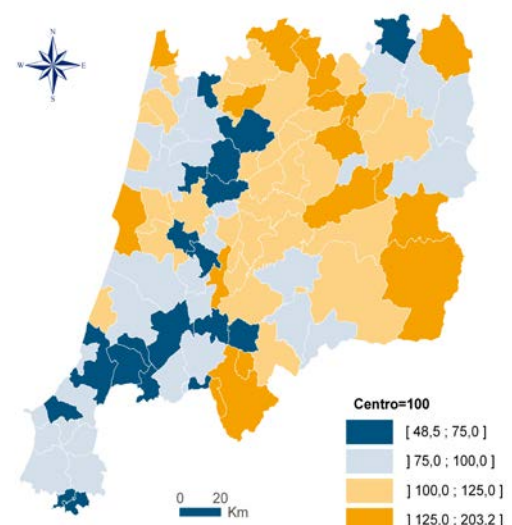 N
W E
S
Centro=100
[ 48,5 ; 75,0 ]
] 75,0 ; 100,0 ]
] 100,0 ; 125,0 ]
] 125,0 ; 203,2 ]
0 20
Km